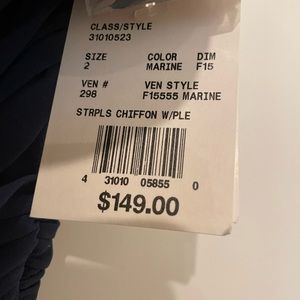 CLASS/STYLE
31010523
SIZE COLOR DIM
2 MARINE F15
VEN # VEN STYLE
298 F15555 MARINE
STRPLS CHIFFON W/PLE
4 31010 05855 0
$149.00